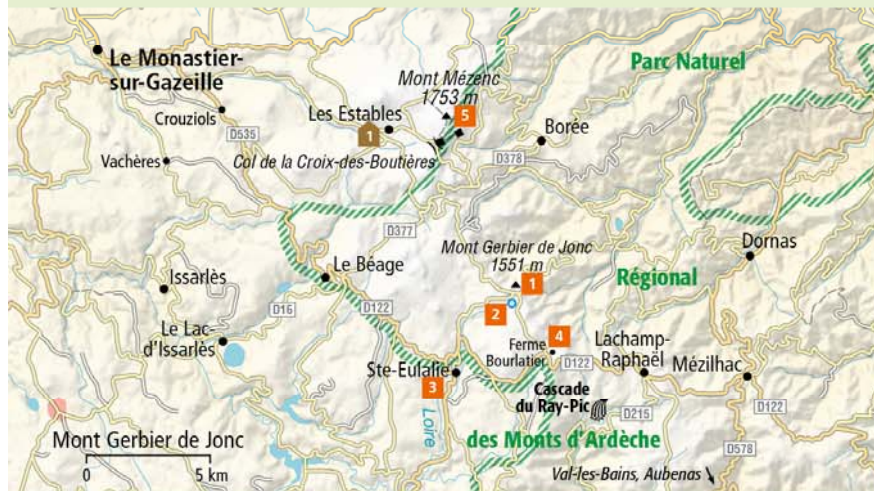 Le Monastier-
sur-Gazeille
Crouziols
Vachères
D535
Les Estables
1
Mont Mézenc
1753 m
5
Col de la Croix-des-Boutières
Borée
D378
Parc Naturel
D377
Mont Gerbier de Jonc
1551 m
1
2
Dornas
Régional
Issarlès
Le Béage
D16
D122
Le Lac-
d'Issarlès
Ste-Eulalie
3
Loire
4
Ferme
Bourlatier
D122
Lachamp-
Raphaël
Mézilhac
D122
Cascade
du Ray-Pic
D215
D578
des Monts d'Ardèche
Val-les-Bains, Aubenas
Mont Gerbier de Jonc
0 5 km